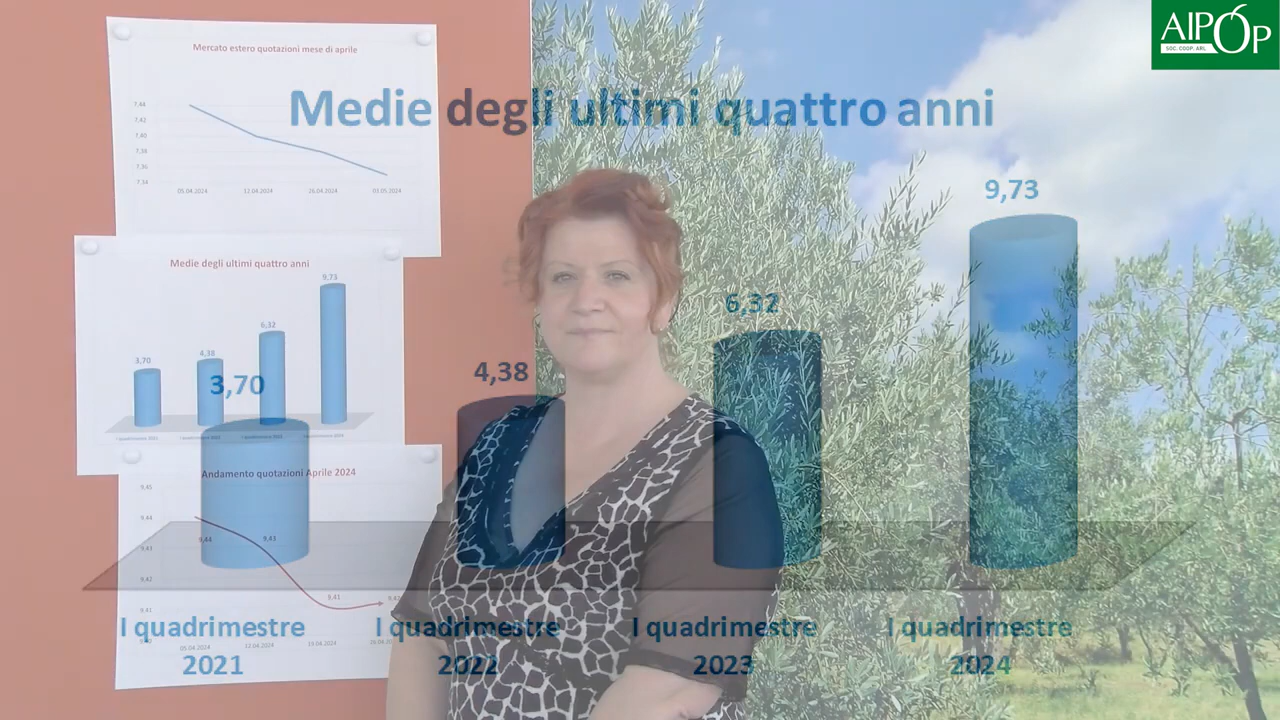 AIPOP
SOC. COOP. ARL
Mercato estero quotazioni mese di aprile
7,44
7,42
7,40
7,38
7,36
7,34
05.04.2024 12.04.2024 26.04.2024 03.05.2024
Medie degli ultimi quattro anni
9,73
6,32
4,38
3,70
I quadrimestre 2021
I quadrimestre 2022
I quadrimestre 2023
I quadrimestre 2024
Medie degli ultimi quattro anni
3,70
4,38
6,32
9,73
I quadrimestre 2021 I quadrimestre 2023
Andamento quotazioni Aprile 2024
9,45
9,44
9,43
9,42
9,41
9,44 9,43 9,41
05.04.2024 12.04.2024 19.04.2024